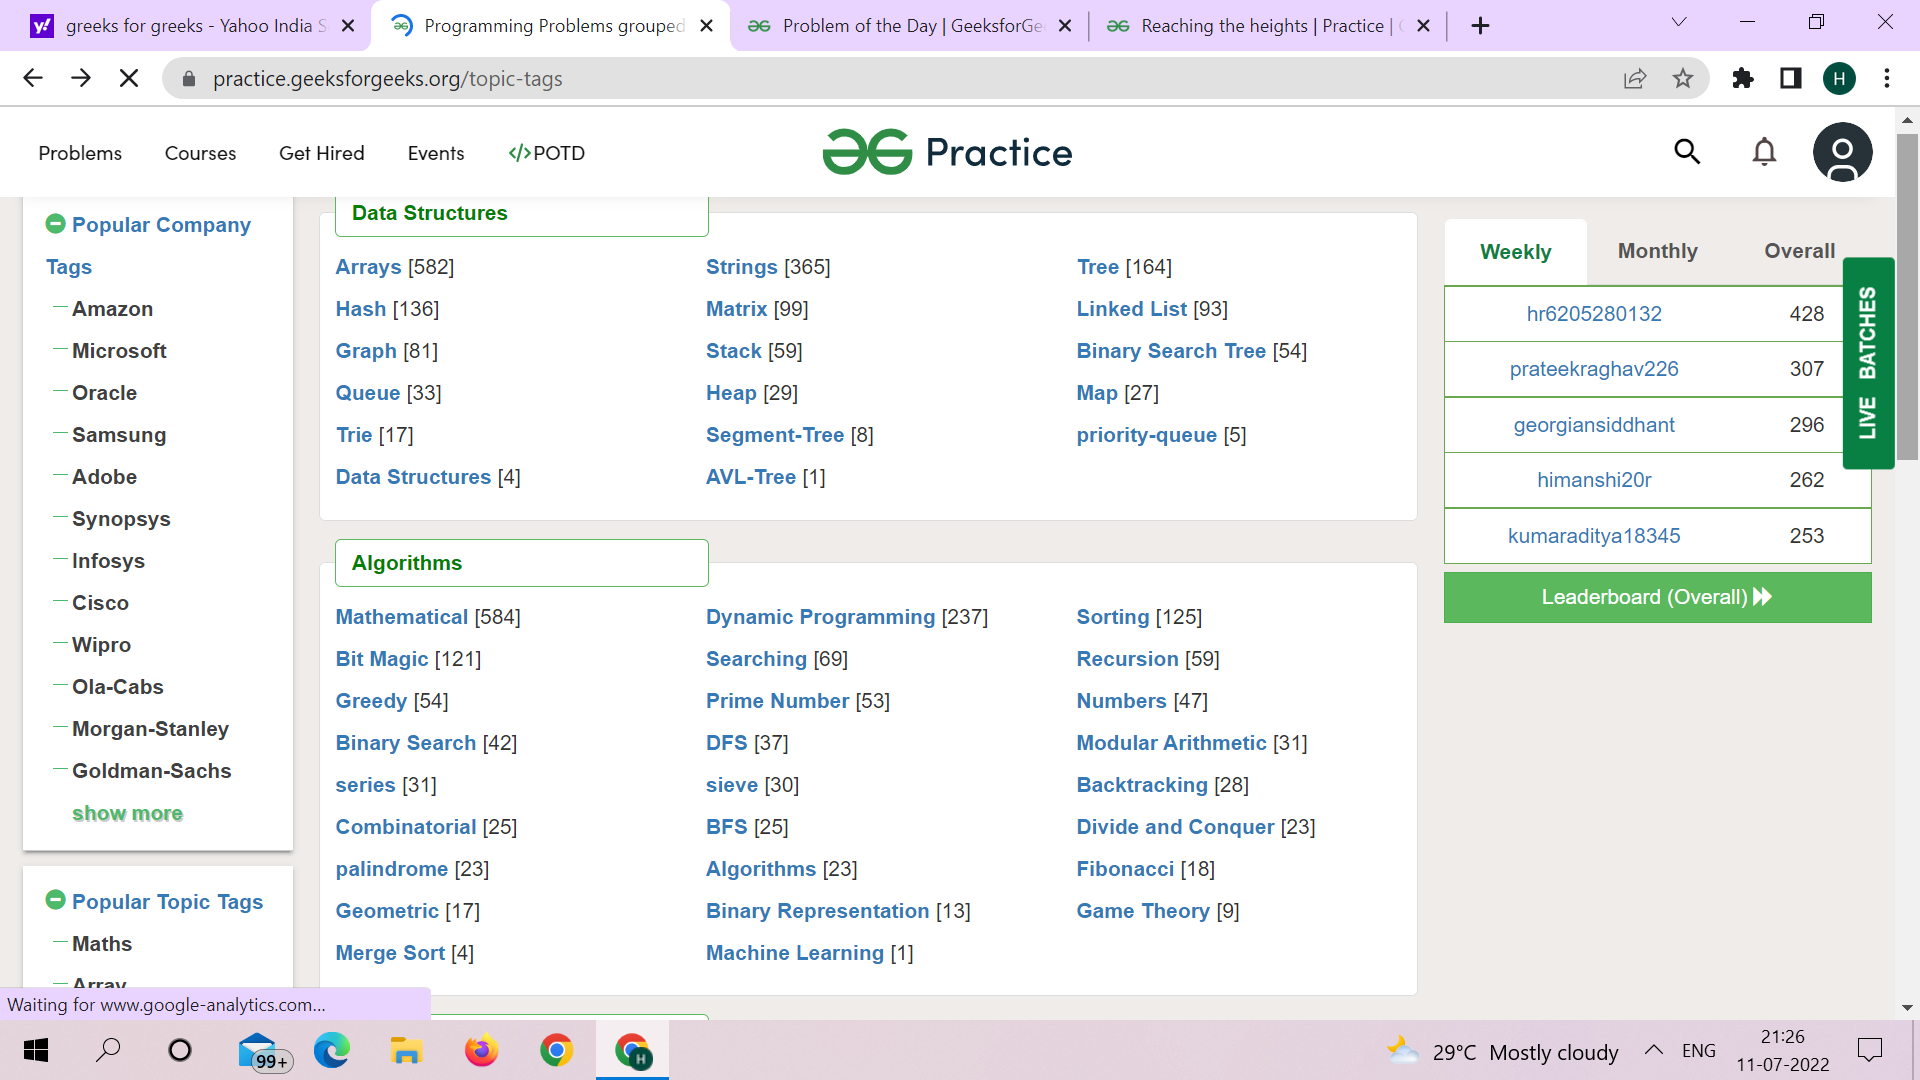 greeks for greeks - Yahoo India S
Programming Problems grouped
Problem of the Day | GeeksforGe
Reaching the heights | Practice |
practice.geeksforgeeks.org/topic-tags
H
Problems
Courses
Get Hired
Events
</>POTD
Practice
Popular Company
Tags
Amazon
Microsoft
Oracle
Samsung
Adobe
Synopsys
Infosys
Cisco
Wipro
Ola-Cabs
Morgan-Stanley
Goldman-Sachs
show more
Popular Topic Tags
Maths
Array
Data Structures
Arrays [582] Strings [365] Tree [164]
Hash [136] Matrix [99] Linked List [93]
Graph [81] Stack [59] Binary Search Tree [54]
Queue [33] Heap [29] Map [27]
Trie [17] Segment-Tree [8] priority-queue [5]
Data Structures [4] AVL-Tree [1]
Algorithms
Mathematical [584] Dynamic Programming [237] Sorting [125]
Bit Magic [121] Searching [69] Recursion [59]
Greedy [54] Prime Number [53] Numbers [47]
Binary Search [42] DFS [37] Modular Arithmetic [31]
series [31] sieve [30] Backtracking [28]
Combinatorial [25] BFS [25] Divide and Conquer [23]
palindrome [23] Algorithms [23] Fibonacci [18]
Geometric [17] Binary Representation [13] Game Theory [9]
Merge Sort [4] Machine Learning [1]
Weekly Monthly Overall
hr6205280132 428
prateekraghav226 307
georgiansiddhant 296
himanshi20r 262
kumaraditya18345 253
Leaderboard (Overall)
LIVE BATCHES
Waiting for www.google-analytics.com...
99+
H
29°C Mostly cloudy
ENG
21:26
11-07-2022